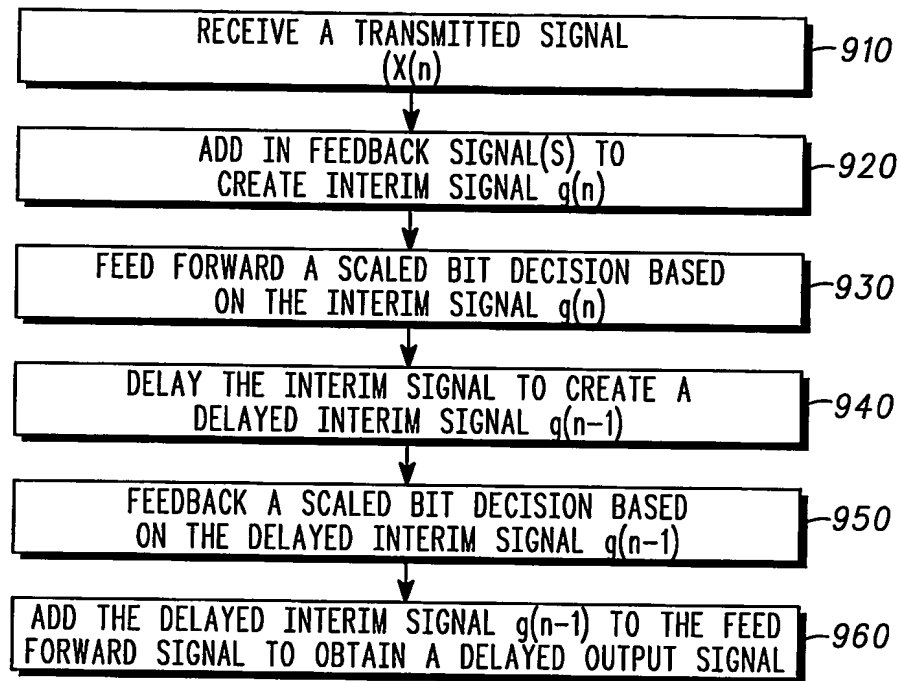 RECEIVE A TRANSMITTED SIGNAL
(X(n)
910
ADD IN FEEDBACK SIGNAL(S) TO
CREATE INTERIM SIGNAL g(n)
920
FEED FORWARD A SCALED BIT DECISION BASED
ON THE INTERIM SIGNAL g(n)
930
DELAY THE INTERIM SIGNAL TO CREATE A
DELAYED INTERIM SIGNAL g(n-1)
940
FEEDBACK A SCALED BIT DECISION BASED
ON THE DELAYED INTERIM SIGNAL g(n-1)
950
ADD THE DELAYED INTERIM SIGNAL g(n-1) TO THE FEED
FORWARD SIGNAL TO OBTAIN A DELAYED OUTPUT SIGNAL
960